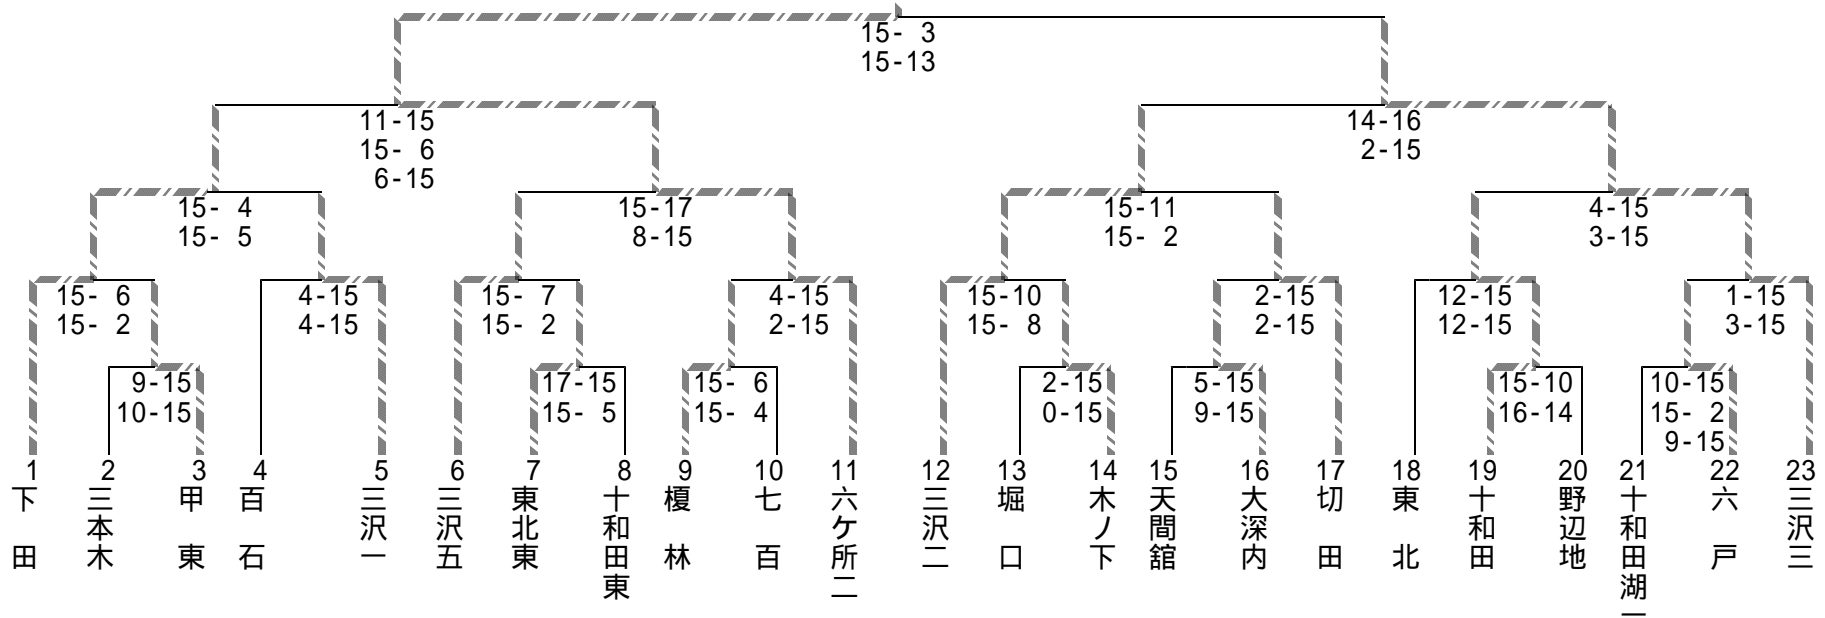 15- 3
15-13
11-15
15- 6
6-15
14-16
2-15
15- 4
15- 5
15-17
8-15
15-11
15- 2
4-15
3-15
15- 6
15- 2
4-15
4-15
15- 7
15- 2
4-15
2-15
15-10
15- 8
2-15
2-15
12-15
12-15
1-15
3-15
9-15
10-15
17-15
15- 5
15- 6
15- 4
2-15
0-15
5-15
9-15
15-10
16-14
10-15
15- 2
9-15
1 2 3 4 5 6 7 8 9 10 11 12 13 14 15 16 17 18 19 20 21 22 23
下田
三本木
甲東
百石
三沢一
三沢五
東北東
十和田東
榎林
七百
六ケ所二
三沢二
堀口
木ノ下
天間舘
大深内
切田
東北
十和田
野辺地
十和田湖一
六戸
三沢三